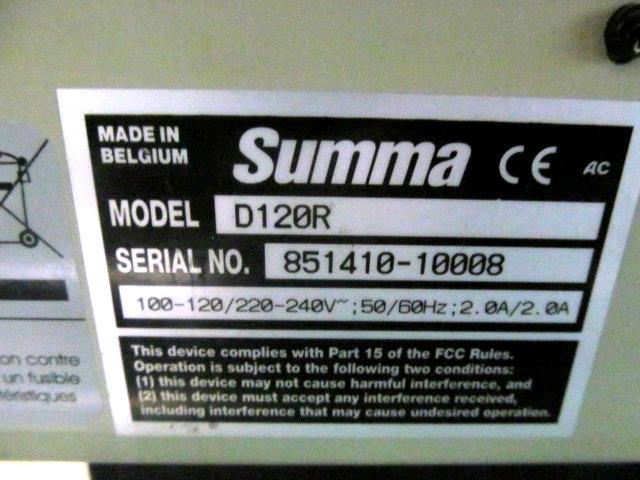 MADE IN
BELGIUM
Summa CE AC
MODEL D120R
SERIAL NO. 851410-10008
100-120/220-240V~;50/60Hz;2.0A/2.0A
This device complies with Part 15 of the FCC Rules.
Operation is subject to the following two conditions:
(1) this device may not cause harmful interference, and
(2) this device must accept any interference received,
including interference that may cause undesired operation.
on contre
un fusible